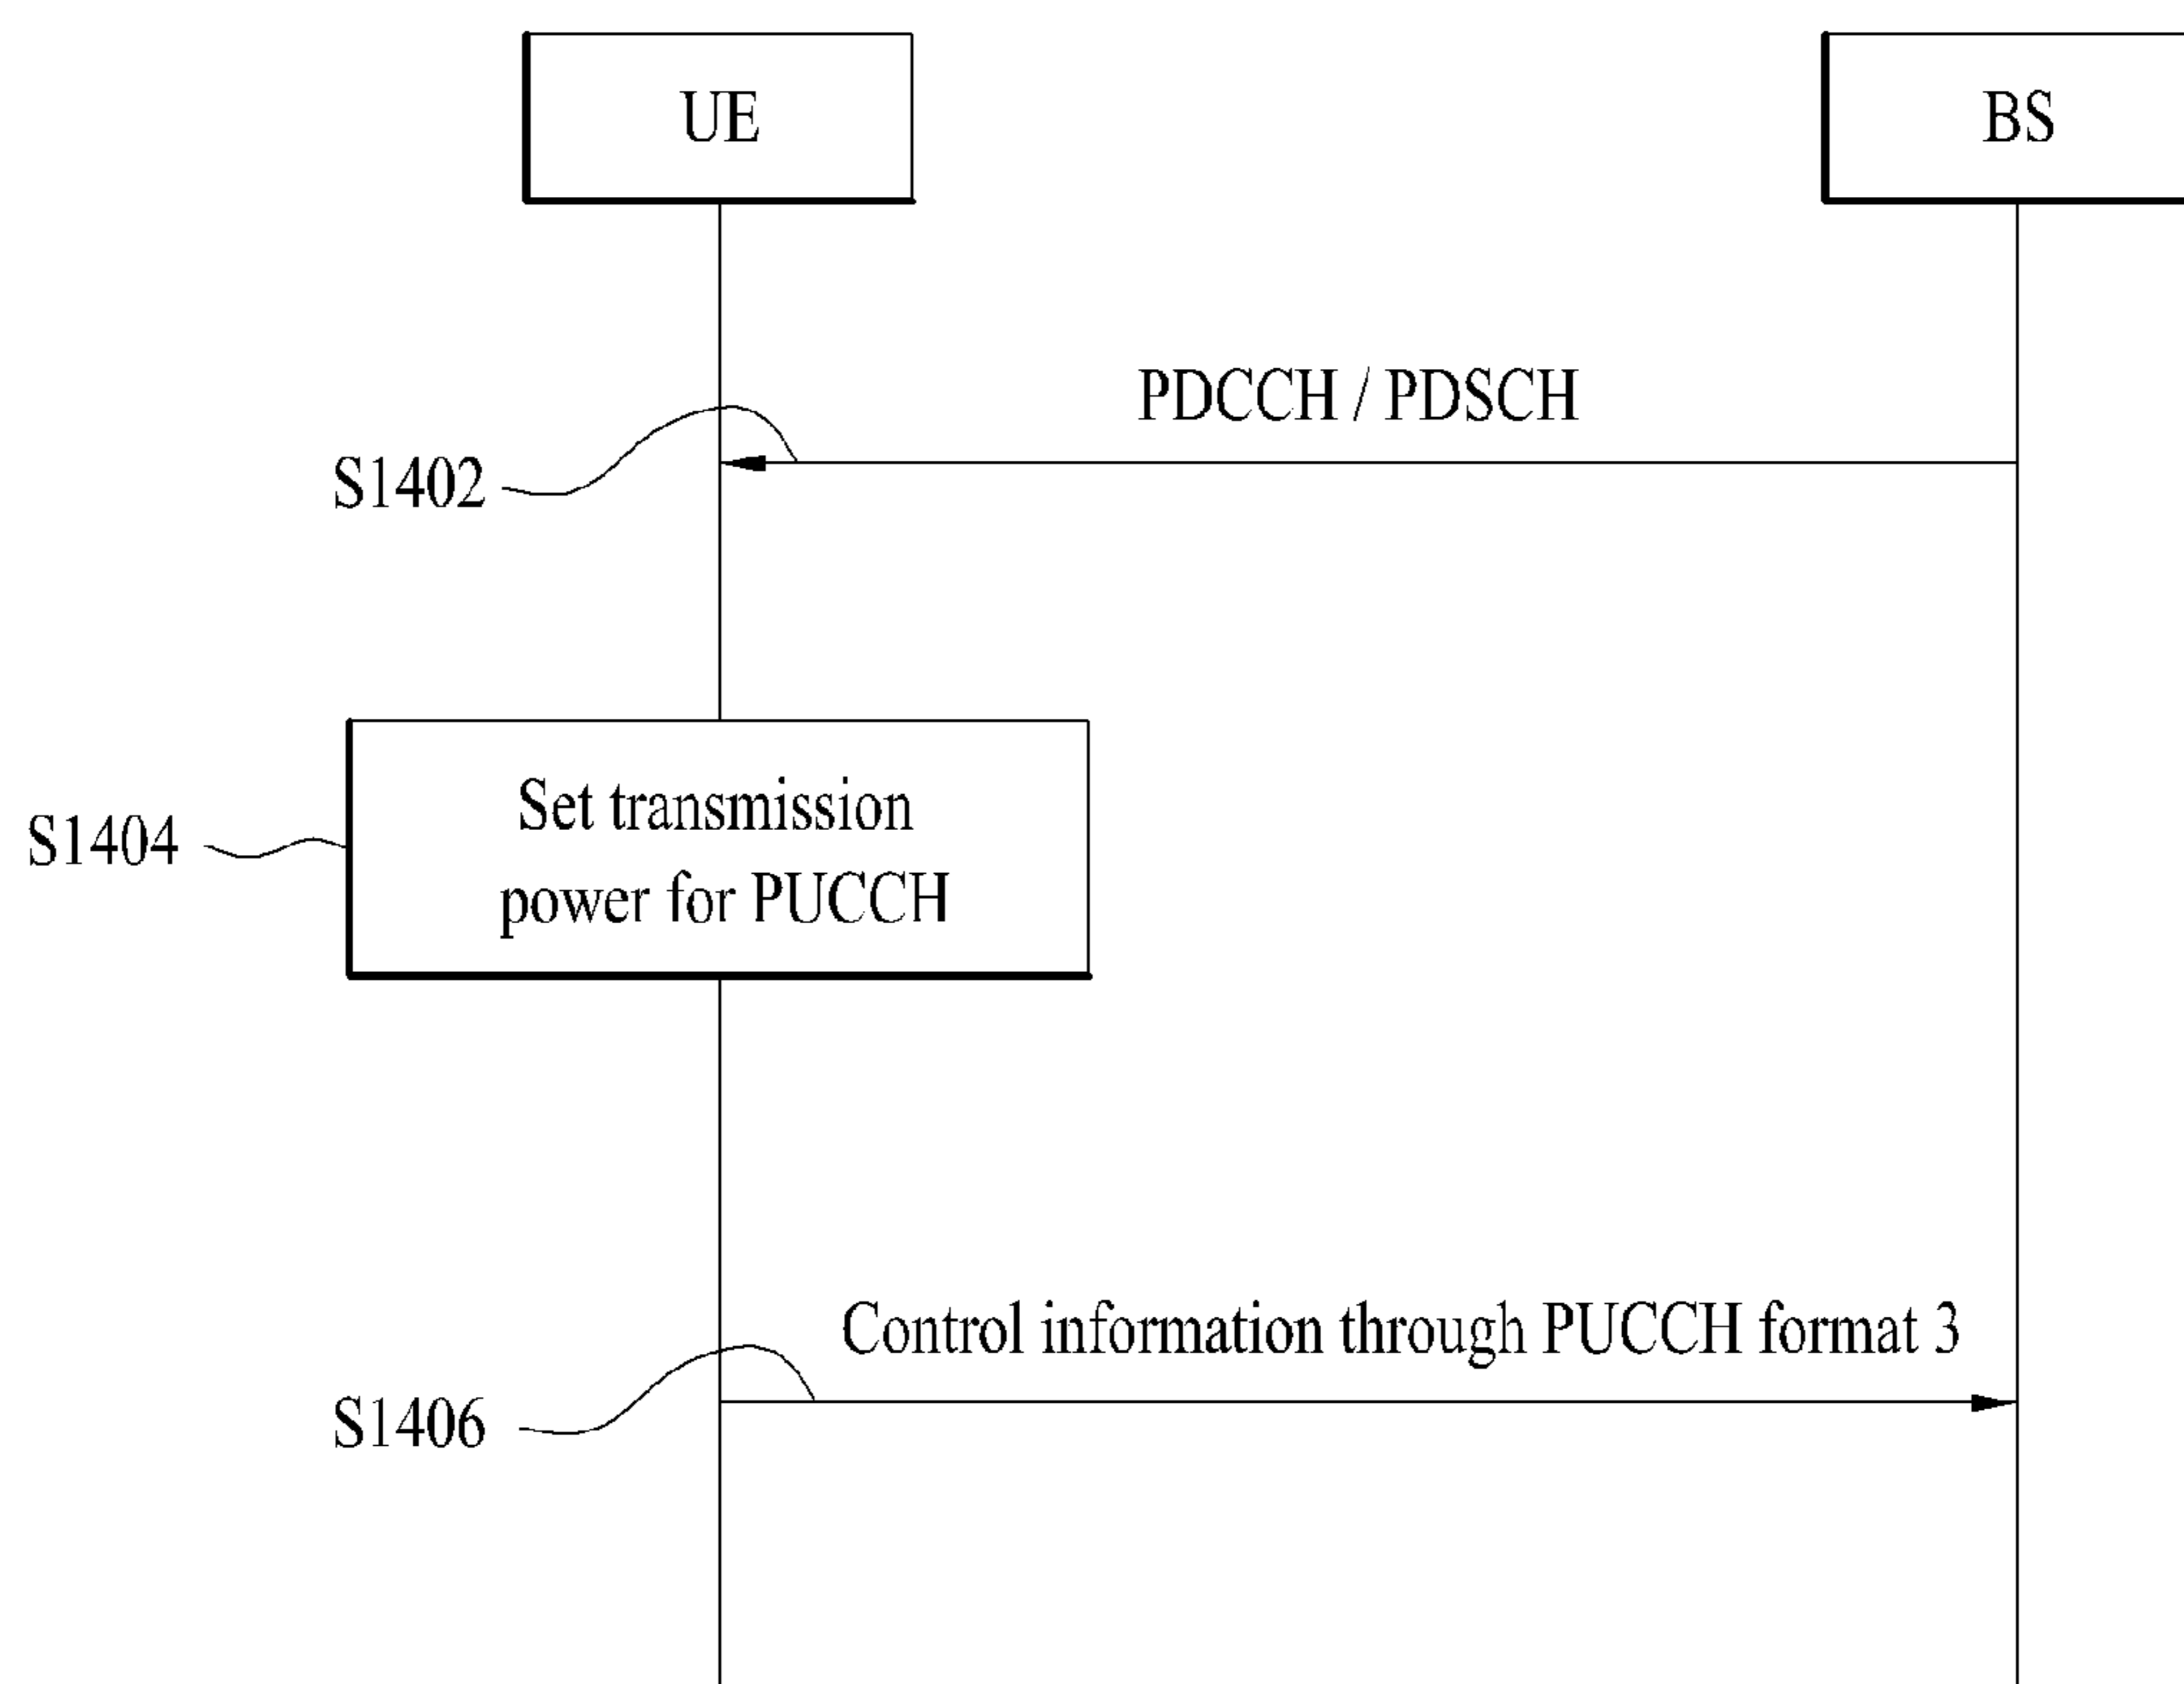 UE
BS
PDCCH / PDSCH
S1402
Set transmission
power for PUCCH
S1404
Control information through PUCCH format 3
S1406